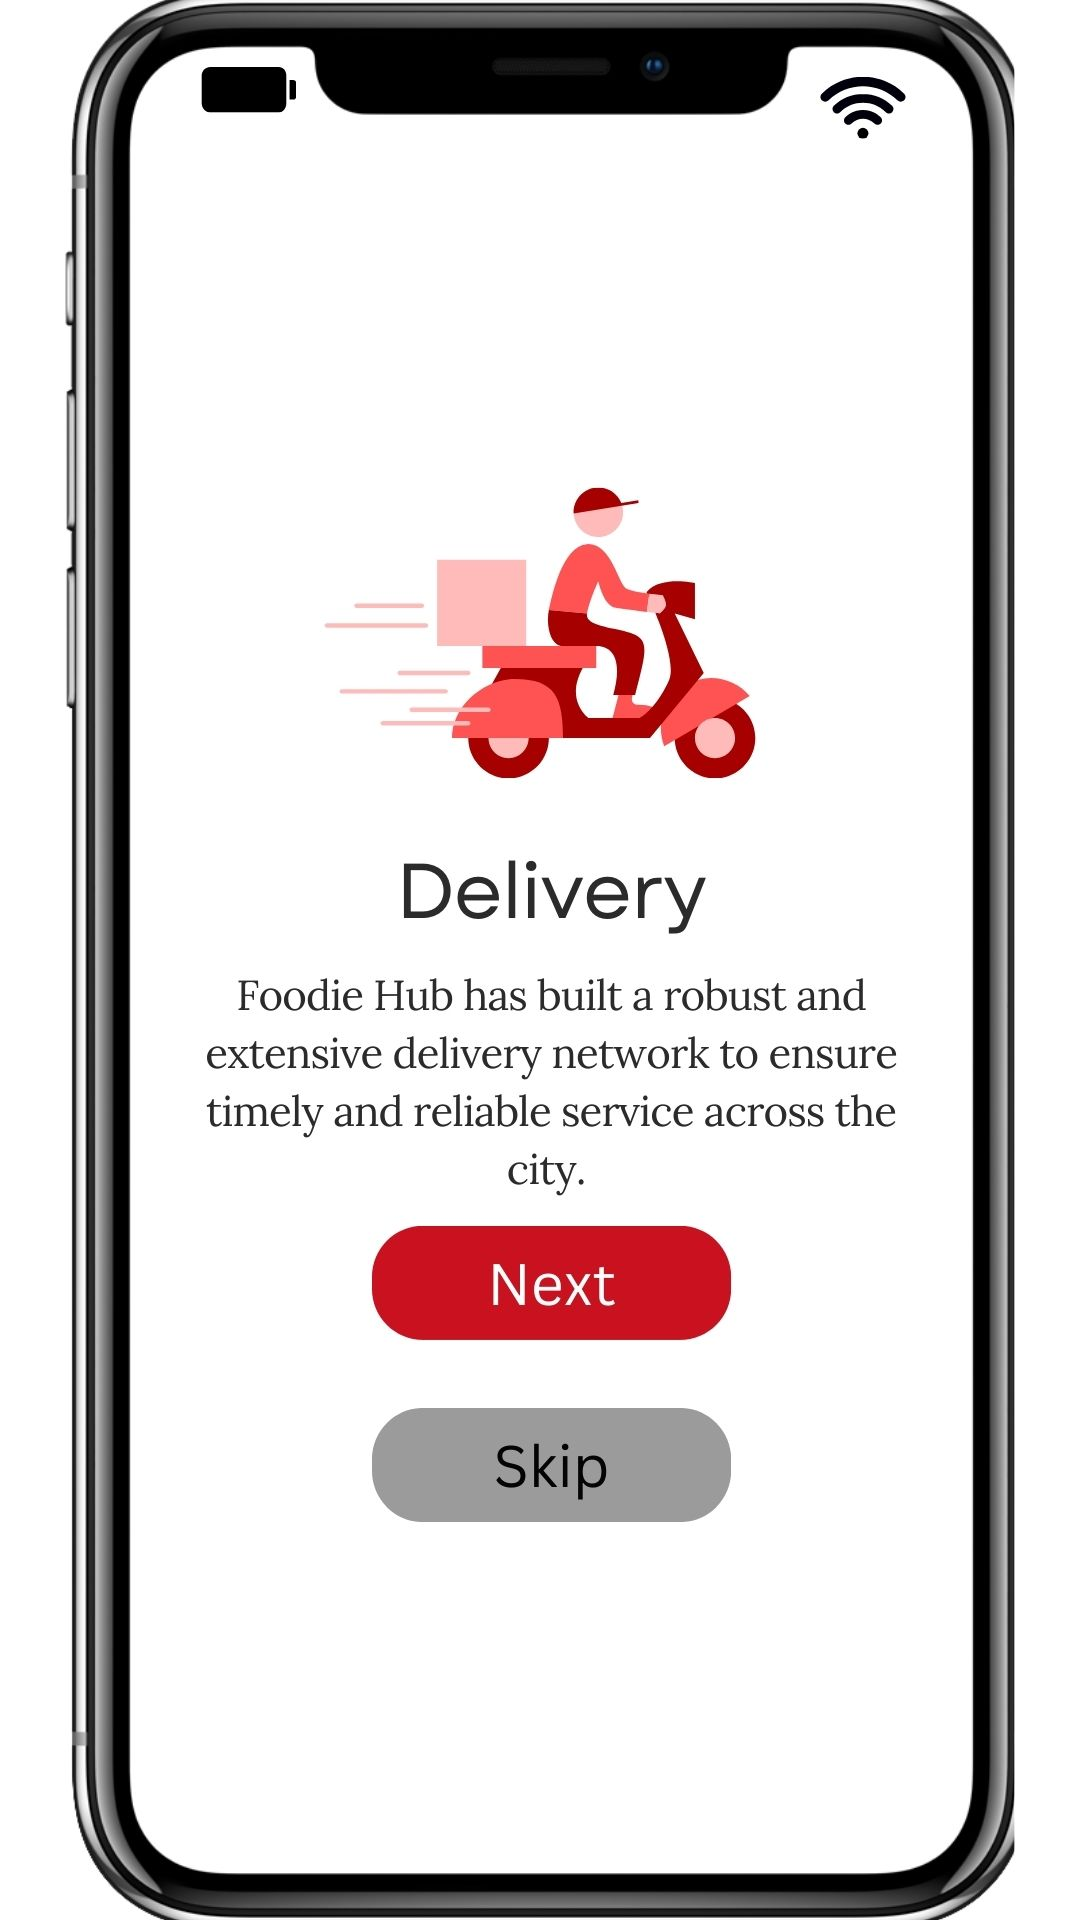 Delivery
Foodie Hub has built a robust and
extensive delivery network to ensure
timely and reliable service across the
city.
Next
Skip